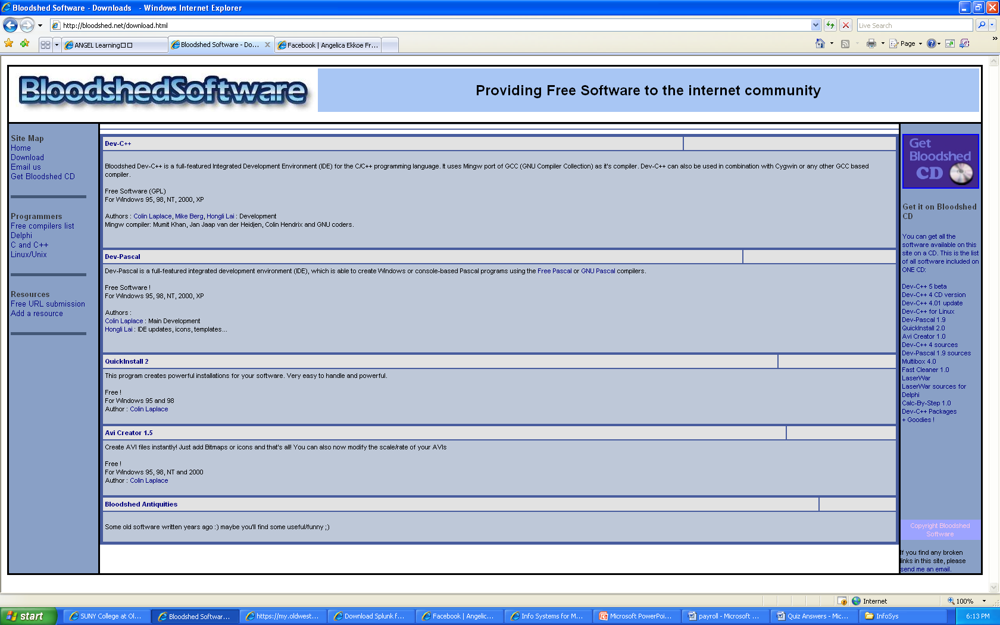 Bloodshed Software - Downloads - Windows Internet Explorer
http://bloodshed.net/download.html
Live Search
ANGEL Learning
Bloodshed Software - Do...
Facebook | Angelica Ekkoe Fr...
Page
BloodshedSoftware
Providing Free Software to the internet community
Site Map
Home
Download
Email us
Get Bloodshed CD
Programmers
Free compilers list
Delphi
C and C++
Linux/Unix
Resources
Free URL submission
Add a resource
Dev-C++
Bloodshed Dev-C++ is a full-featured Integrated Development Environment (IDE) for the C/C++ programming language. It uses Mingw port of GCC (GNU Compiler Collection) as it's compiler. Dev-C++ can also be used in combination with Cygwin or any other GCC based
compiler.
Free Software (GPL)
For Windows 95, 98, NT, 2000, XP
Authors : Colin Laplace, Mike Berg, Hongli Lai : Development
Mingw compiler: Mumit Khan, Jan Jaap van der Heidjen, Colin Hendrix and GNU coders.
Dev-Pascal
Dev-Pascal is a full-featured integrated development environment (IDE), which is able to create Windows or console-based Pascal programs using the Free Pascal or GNU Pascal compilers.
Free Software !
For Windows 95, 98, NT, 2000, XP
Authors :
Colin Laplace : Main Development
Hongli Lai : IDE updates, icons, templates...
QuickInstall 2
This program creates powerful installations for your software. Very easy to handle and powerful.
Free !
For Windows 95 and 98
Author : Colin Laplace
Avi Creator 1.5
Create AVI files instantly! Just add Bitmaps or icons and that's all! You can also now modify the scale/rate of your AVIs
Free !
For Windows 95, 98, NT and 2000
Author : Colin Laplace
Bloodshed Antiquities
Some old software written years ago :) maybe you'll find some useful/funny ;)
Get
Bloodshed
CD
Get it on Bloodshed
CD
You can get all the
software available on this
site on a CD. This is the list
of all software included on
ONE CD:
Dev-C++ 5 beta
Dev-C++ 4 CD version
Dev-C++ 4.01 update
Dev-C++ for Linux
Dev-Pascal 1.9
QuickInstall 2.0
Avi Creator 1.0
Dev-C++ 4 sources
Dev-Pascal 1.9 sources
Multibox 4.0
Fast Cleaner 1.0
LaserWar
LaserWar sources for
Delphi
Calc-By-Step 1.0
Dev-C++ Packages
+ Goodies !
Copyright Bloodshed
Software
If you find any broken
links in this site, please
send me an email.
Internet
100%
start
SUNY College at Ol...
Bloodshed Softwar...
https://my.oldwest...
Download Splunk f...
Facebook | Angelic...
Info Systems for M...
Microsoft PowerPoi...
payroll - Microsoft ...
Quiz Answers - Mic...
InfoSys
6:13 PM